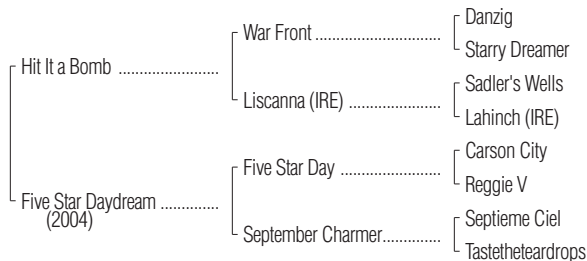 Danzig
War Front ....................
Starry Dreamer
Hit It a Bomb .....................
Sadler's Wells
Liscanna (IRE) ...................
Lahinch (IRE)
Carson City
Five Star Day ...............
Reggie V
Five Star Daydream ............
(2004)
Septieme Ciel
September Charmer...........
Tastetheteardrops